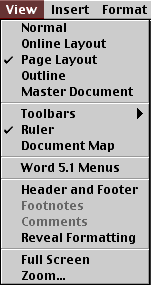 View Insert Format
Normal
Online Layout
✓ Page Layout
Outline
Master Document
Toolbars
✓ Ruler
Document Map
Word 5.1 Menus
Header and Footer
Footnotes
Comments
Reveal Formatting
Full Screen
Zoom...